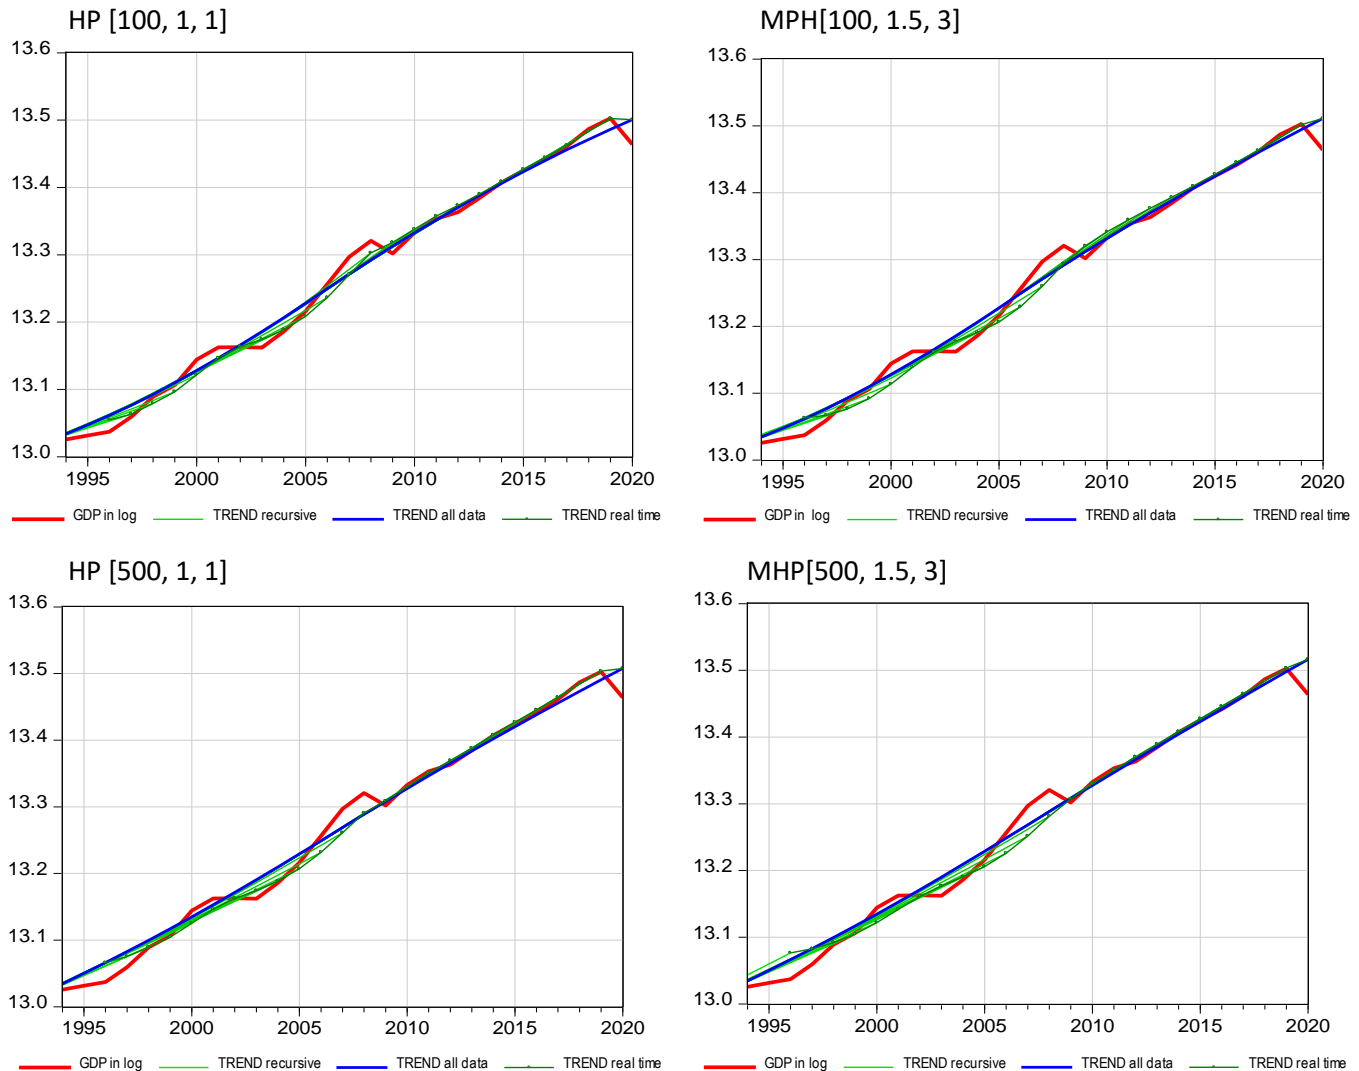 HP [100, 1, 1]
13.6
13.5
13.4
13.3
13.2
13.1
13.0
1995 2000 2005 2010 2015 2020
GDP in log TREND recursive TREND all data TREND real time
MPH[100, 1.5, 3]
13.6
13.5
13.4
13.3
13.2
13.1
13.0
1995 2000 2005 2010 2015 2020
GDP in log TREND recursive TREND all data TREND real time
HP [500, 1, 1]
13.6
13.5
13.4
13.3
13.2
13.1
13.0
1995 2000 2005 2010 2015 2020
GDP in log TREND recursive TREND all data TREND real time
MHP[500, 1.5, 3]
13.6
13.5
13.4
13.3
13.2
13.1
13.0
1995 2000 2005 2010 2015 2020
GDP in log TREND recursive TREND all data TREND real time